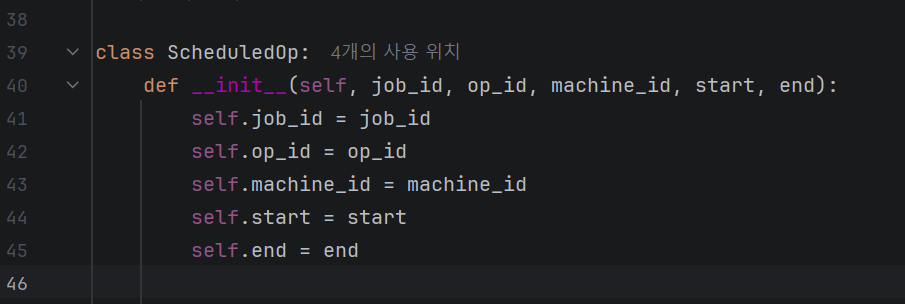 38
39 class ScheduledOp: 4개의 사용 위치
40 def __init__(self, job_id, op_id, machine_id, start, end):
41 self.job_id = job_id
42 self.op_id = op_id
43 self.machine_id = machine_id
44 self.start = start
45 self.end = end
46